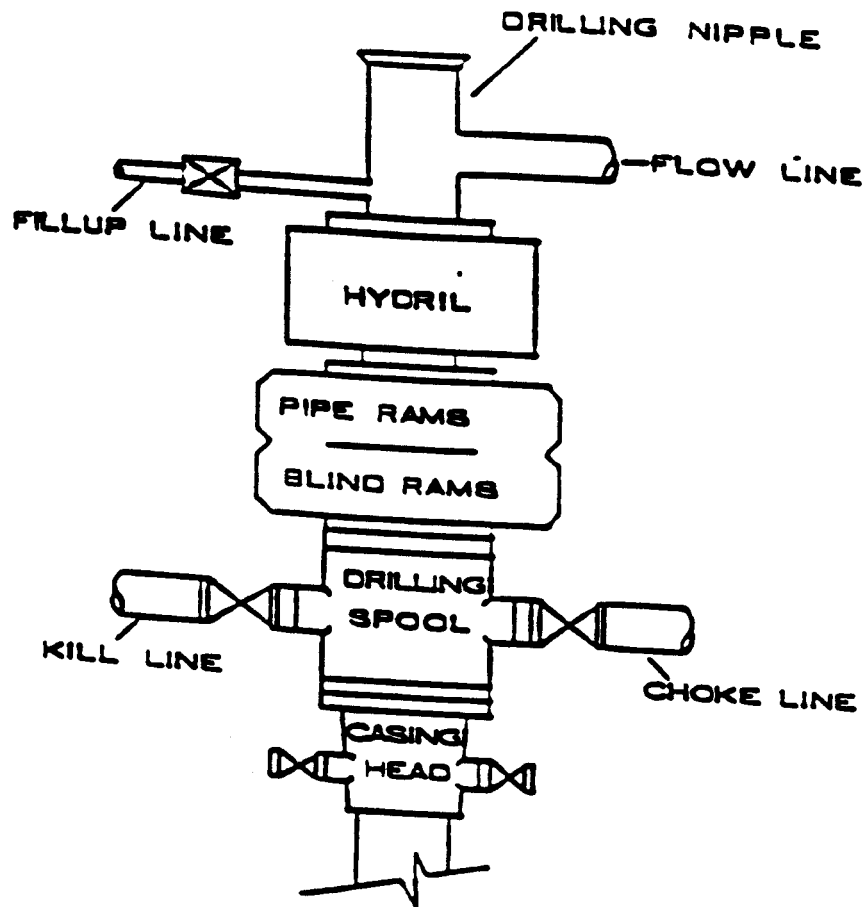 DRILLING NIPPLE
FLOW LINE
FILLUP LINE
HYDRIL
PIPE RAMS
BLIND RAMS
DRILLING
SPOOL
KILL LINE
CHOKE LINE
CASING
HEAD